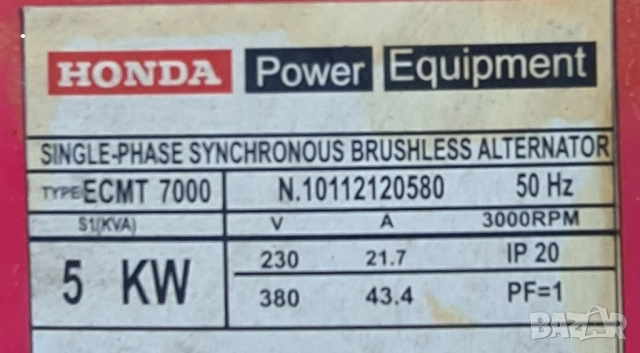 HONDA Power Equipment
SINGLE-PHASE SYNCHRONOUS BRUSHLESS ALTERNATOR
TYPE ECMT 7000 N.10112120580 50 Hz
S1(KVA) V A 3000RPM
5 KW 230 21.7 IP 20
380 43.4 PF=1
BAZAR